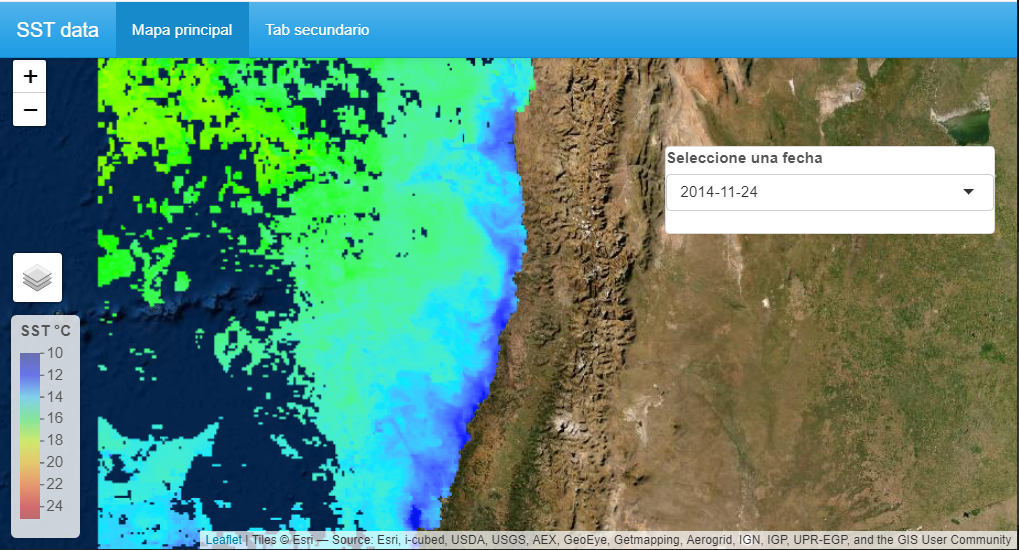 SST data Mapa principal Tab secundario
+
−
Seleccione una fecha
2014-11-24
SST °C
10
12
14
16
18
20
22
24
Leaflet | Tiles © Esri — Source: Esri, i-cubed, USDA, USGS, AEX, GeoEye, Getmapping, Aerogrid, IGN, IGP, UPR-EGP, and the GIS User Community